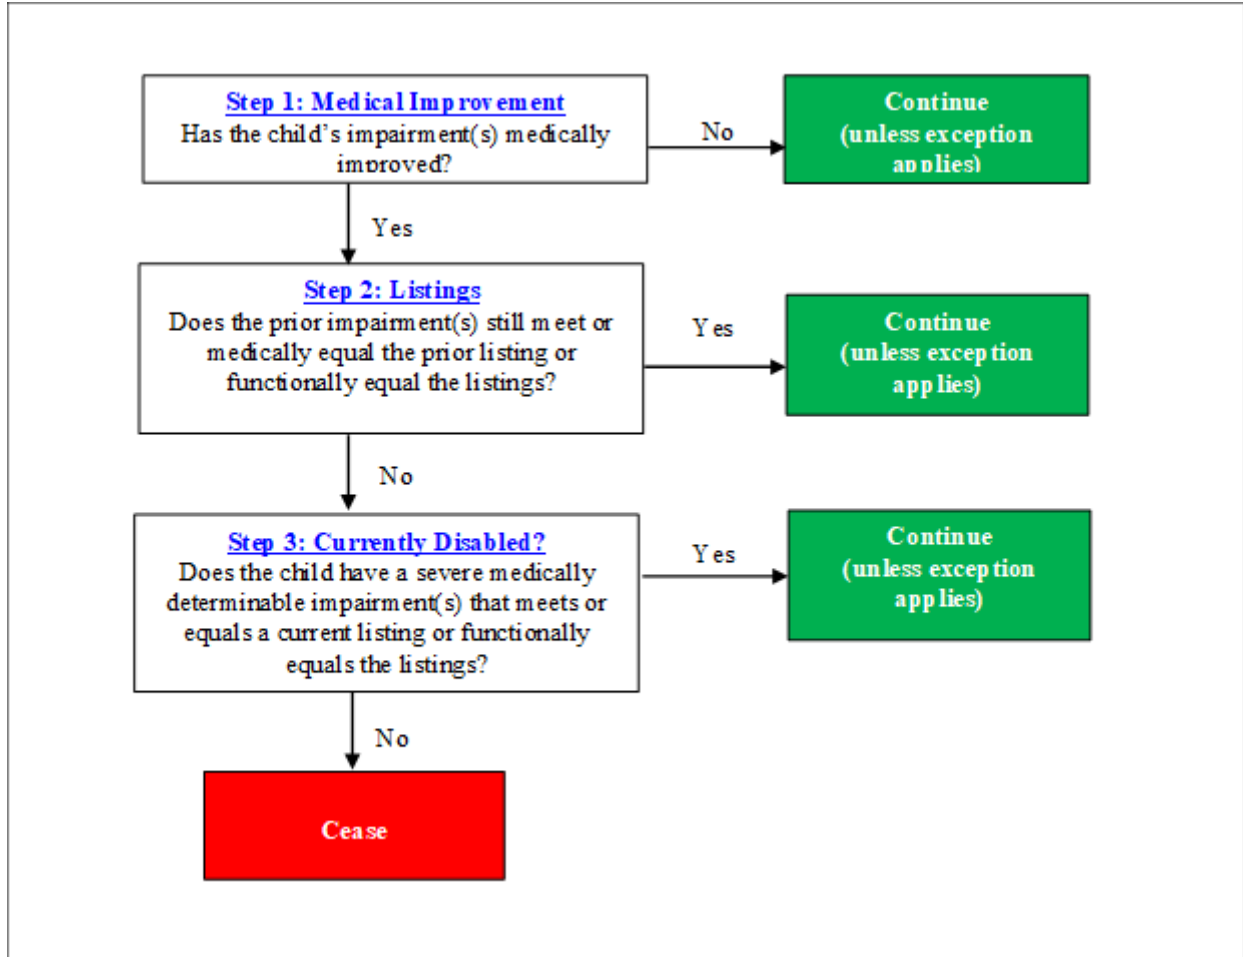 Step 1: Medical Improvement
Has the child's impairment(s) medically
improved?
No
Continue
(unless exception
applies)
Yes
Step 2: Listings
Does the prior impairment(s) still meet or
medically equal the prior listing or
functionally equal the listings?
Yes
Continue
(unless exception
applies)
No
Step 3: Currently Disabled?
Does the child have a severe medically
determinable impairment(s) that meets or
equals a current listing or functionally
equals the listings?
Yes
Continue
(unless exception
applies)
No
Cease